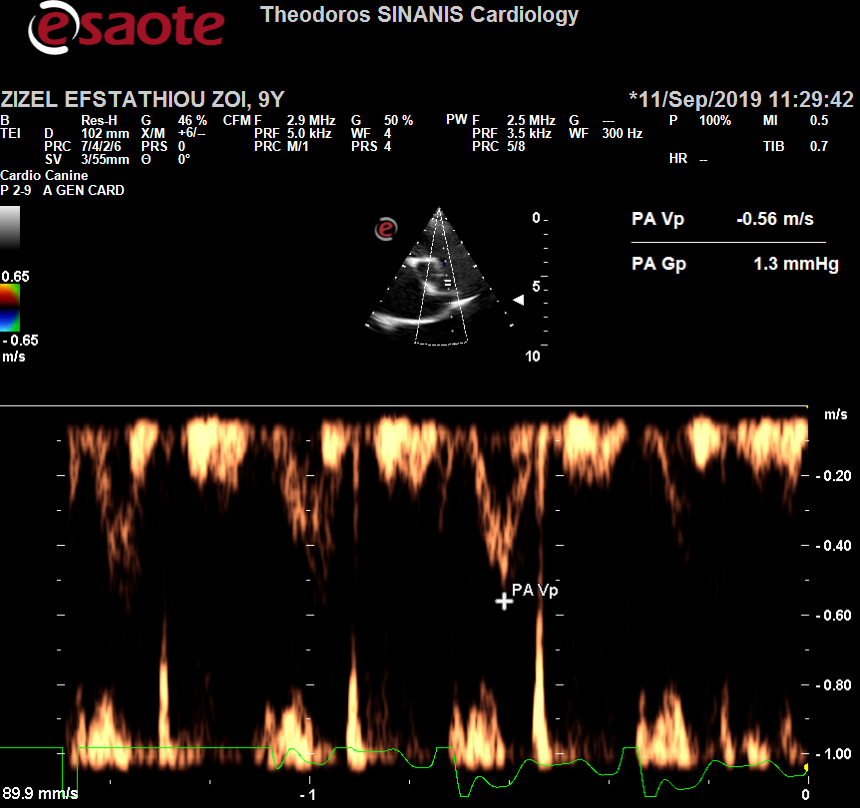 esaote
Theodoros SINANIS Cardiology
ZIZEL EFSTATHIOU ZOI, 9Y *11/Sep/2019 11:29:42
B Res-H G 46 % CFM F 2.9 MHz G 50 % PW F 2.5 MHz G --- P 100% MI 0.5
TEI D 102 mm X/M +6/-- PRF 5.0 kHz WF 4 PRF 3.5 kHz WF 300 Hz
PRC 7/4/2/6 PRS 0 PRC M/1 PRS 4 PRC 5/8 TIB 0.7
SV 3/55mm Θ 0° HR --
Cardio Canine
P 2-9 A GEN CARD
e
0
5
10
PA Vp -0.56 m/s
PA Gp 1.3 mmHg
0.65
- 0.65
m/s
m/s
- 0.20
- 0.40
PA Vp
- 0.60
- 0.80
- 1.00
89.9 mm/s
- 1
0